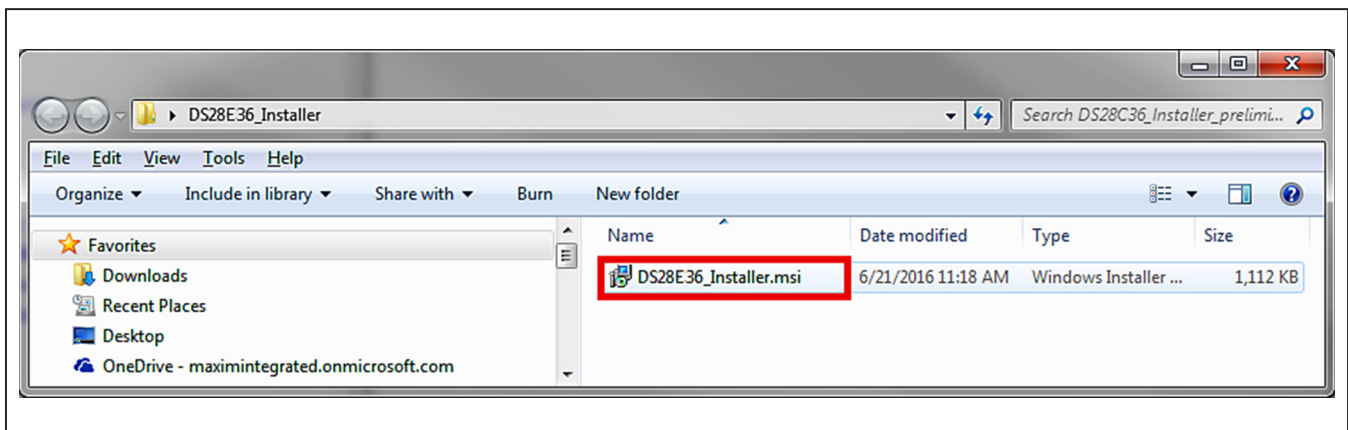 DS28E36_Installer
Search DS28C36_Installer_prelimi...
File Edit View Tools Help
Organize Include in library Share with Burn New folder
Favorites
Downloads
Recent Places
Desktop
OneDrive - maximintegrated.onmicrosoft.com
Name Date modified Type Size
DS28E36_Installer.msi 6/21/2016 11:18 AM Windows Installer ... 1,112 KB